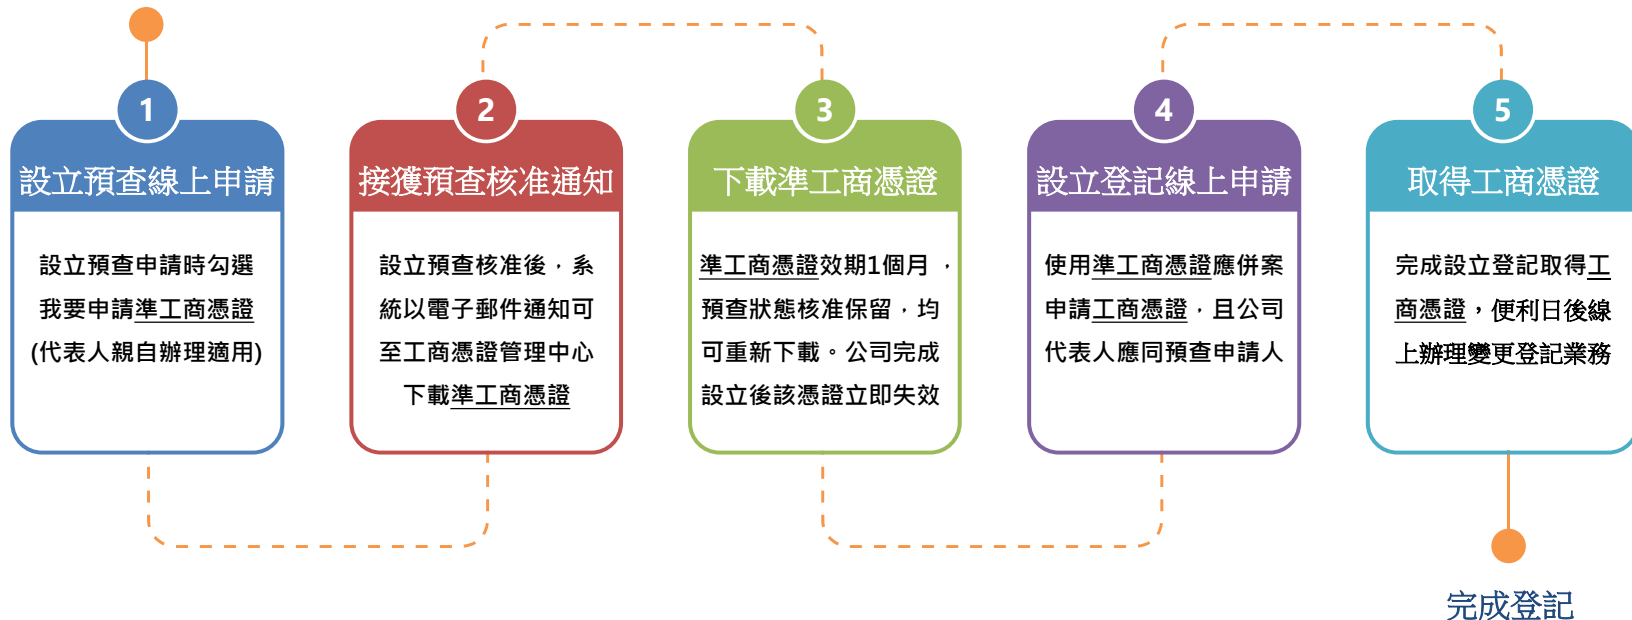 1
設立預查線上申請
設立預查申請時勾選
我要申請準工商憑證
(代表人親自辦理適用)
2
接獲預查核准通知
設立預查核准後，系
統以電子郵件通知可
至工商憑證管理中心
下載準工商憑證
3
下載準工商憑證
準工商憑證效期1個月，
預查狀態核准保留，均
可重新下載。公司完成
設立後該憑證立即失效
4
設立登記線上申請
使用準工商憑證應併案
申請工商憑證，且公司
代表人應同預查申請人
5
取得工商憑證
完成設立登記取得工
商憑證，便利日後線
上辦理變更登記業務
完成登記